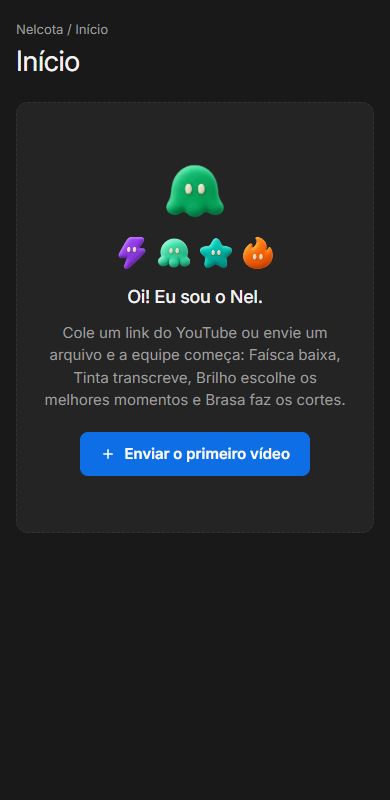 Nelcota / Início
Início
Oi! Eu sou o Nel.
Cole um link do YouTube ou envie um
arquivo e a equipe começa: Faísca baixa,
Tinta transcreve, Brilho escolhe os
melhores momentos e Brasa faz os cortes.
+ Enviar o primeiro vídeo